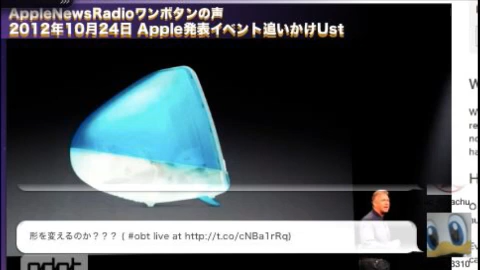 AppleNewsRadioワンボタンの声
2012年10月24日 Apple発表イベント追いかけUst
形を変えるのか？？？ ( #obt live at http://t.co/cNBa1rRq)
achu
3310